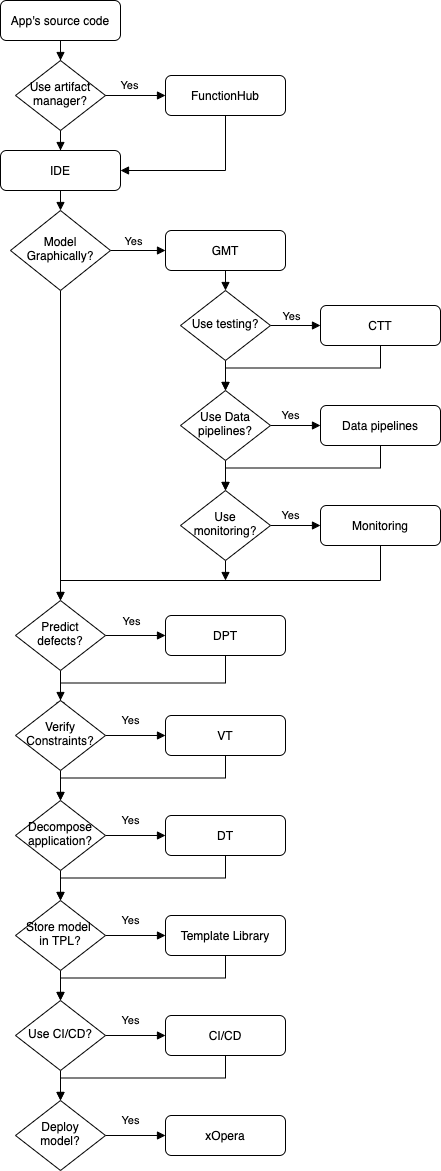 App's source code
Use artifact
manager?
Yes
FunctionHub
IDE
Model
Graphically?
Yes
GMT
Use testing?
Yes
CTT
Use Data
pipelines?
Yes
Data pipelines
Use
monitoring?
Yes
Monitoring
Predict
defects?
Yes
DPT
Verify
Constraints?
Yes
VT
Decompose
application?
Yes
DT
Store model
in TPL?
Yes
Template Library
Use CI/CD?
Yes
CI/CD
Deploy
model?
Yes
xOpera